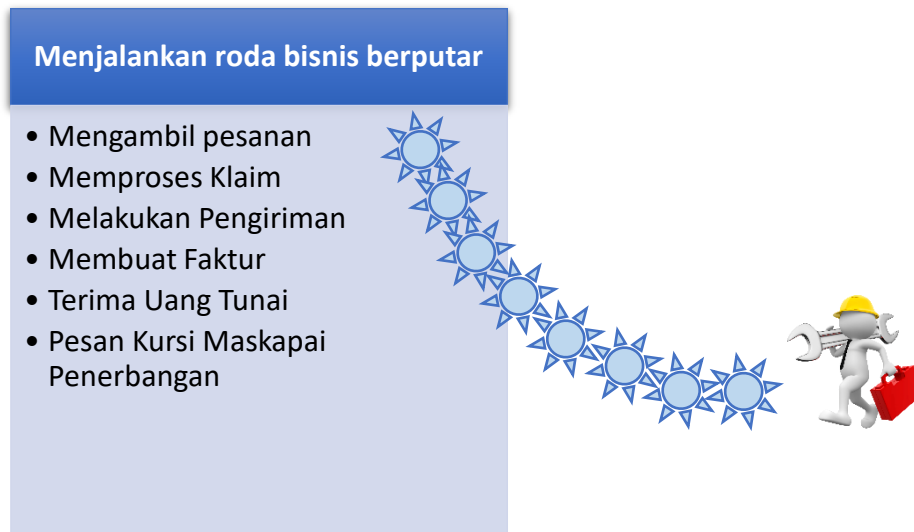 Menjalankan roda bisnis berputar
• Mengambil pesanan
• Memproses Klaim
• Melakukan Pengiriman
• Membuat Faktur
• Terima Uang Tunai
• Pesan Kursi Maskapai
Penerbangan